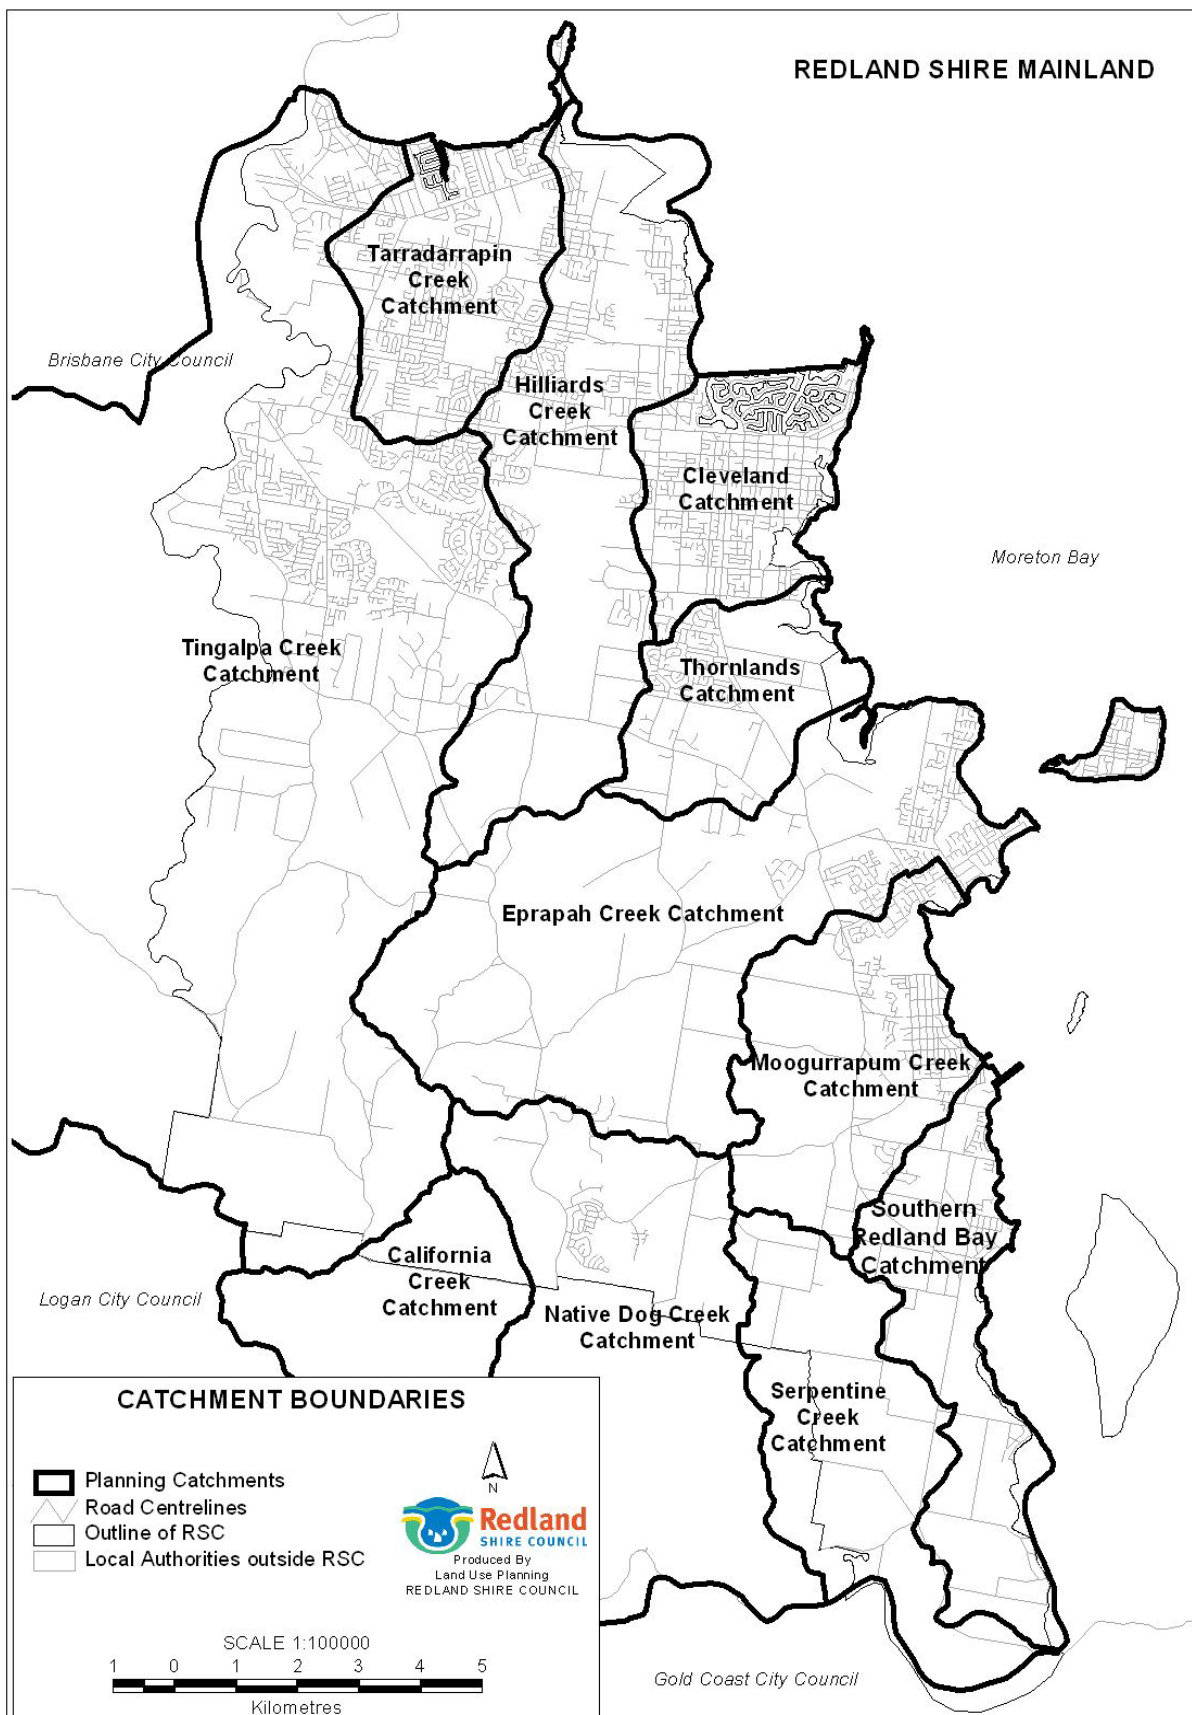 REDLAND SHIRE MAINLAND
Tarradarrapin
Creek
Catchment
Brisbane City Council
Hilliards
Creek
Catchment
Cleveland
Catchment
Moreton Bay
Tingalpa Creek
Catchment
Thornlands
Catchment
Eprapah Creek Catchment
Moogurrapum Creek
Catchment
Southern
Redland Bay
Catchment
California
Creek
Catchment
Logan City Council
Native Dog Creek
Catchment
Serpentine
Creek
Catchment
CATCHMENT BOUNDARIES
Planning Catchments
Road Centrelines
Outline of RSC
Local Authorities outside RSC
N
Redland
SHIRE COUNCIL
Produced By
Land Use Planning
REDLAND SHIRE COUNCIL
SCALE 1:100000
1 0 1 2 3 4 5
Kilometres
Gold Coast City Council